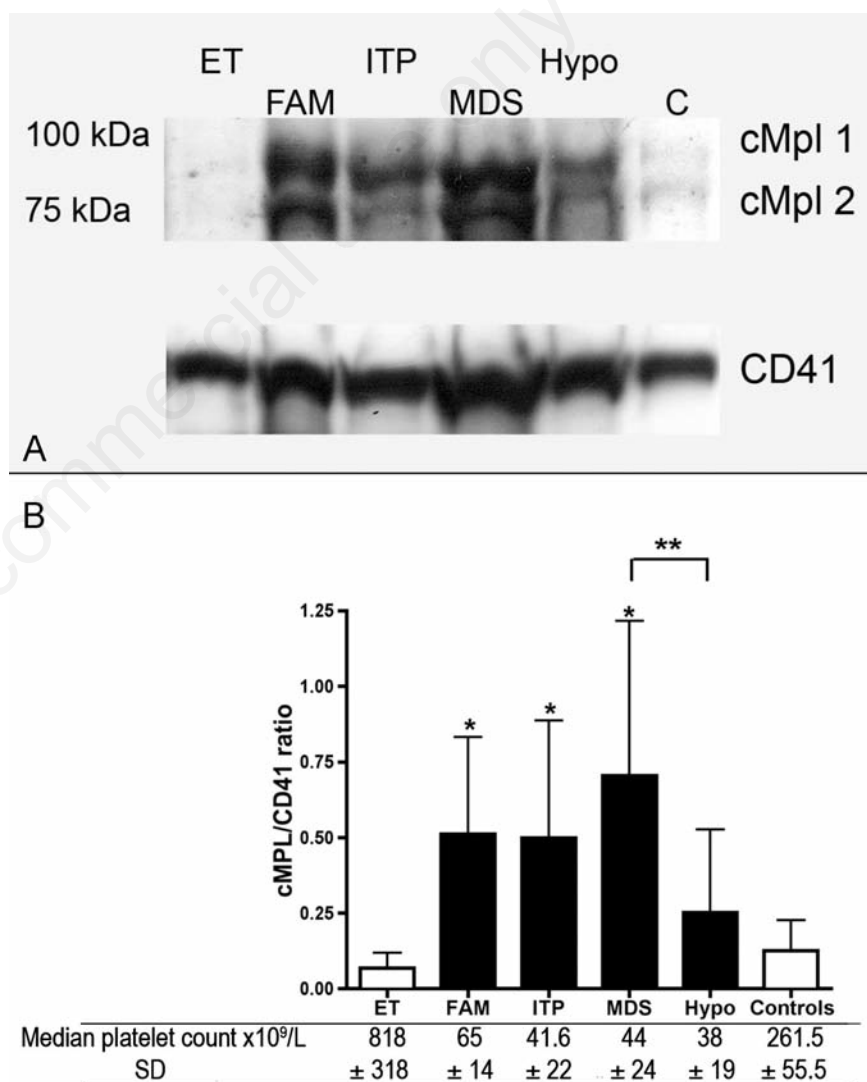 commercial only
ET ITP Hypo
FAM MDS C
100 kDa cMpl 1
75 kDa cMpl 2
CD41
A
B
**
1.25
*
1.00
* *
0.75
0.50
0.25
0.00
cMPL/CD41 ratio
ET FAM ITP MDS Hypo Controls
Median platelet count x10⁹/L 818 65 41.6 44 38 261.5
SD ± 318 ± 14 ± 22 ± 24 ± 19 ± 55.5